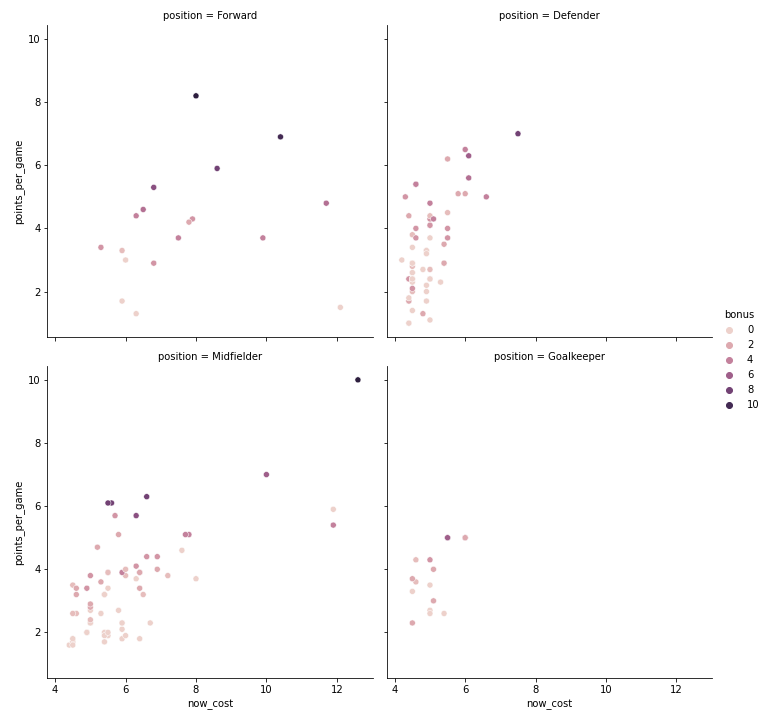 position = Forward
position = Defender
10
8
6
4
2
points_per_game
bonus
0
2
4
6
8
10
position = Midfielder
position = Goalkeeper
10
8
6
4
2
points_per_game
4 6 8 10 12
now_cost
4 6 8 10 12
now_cost